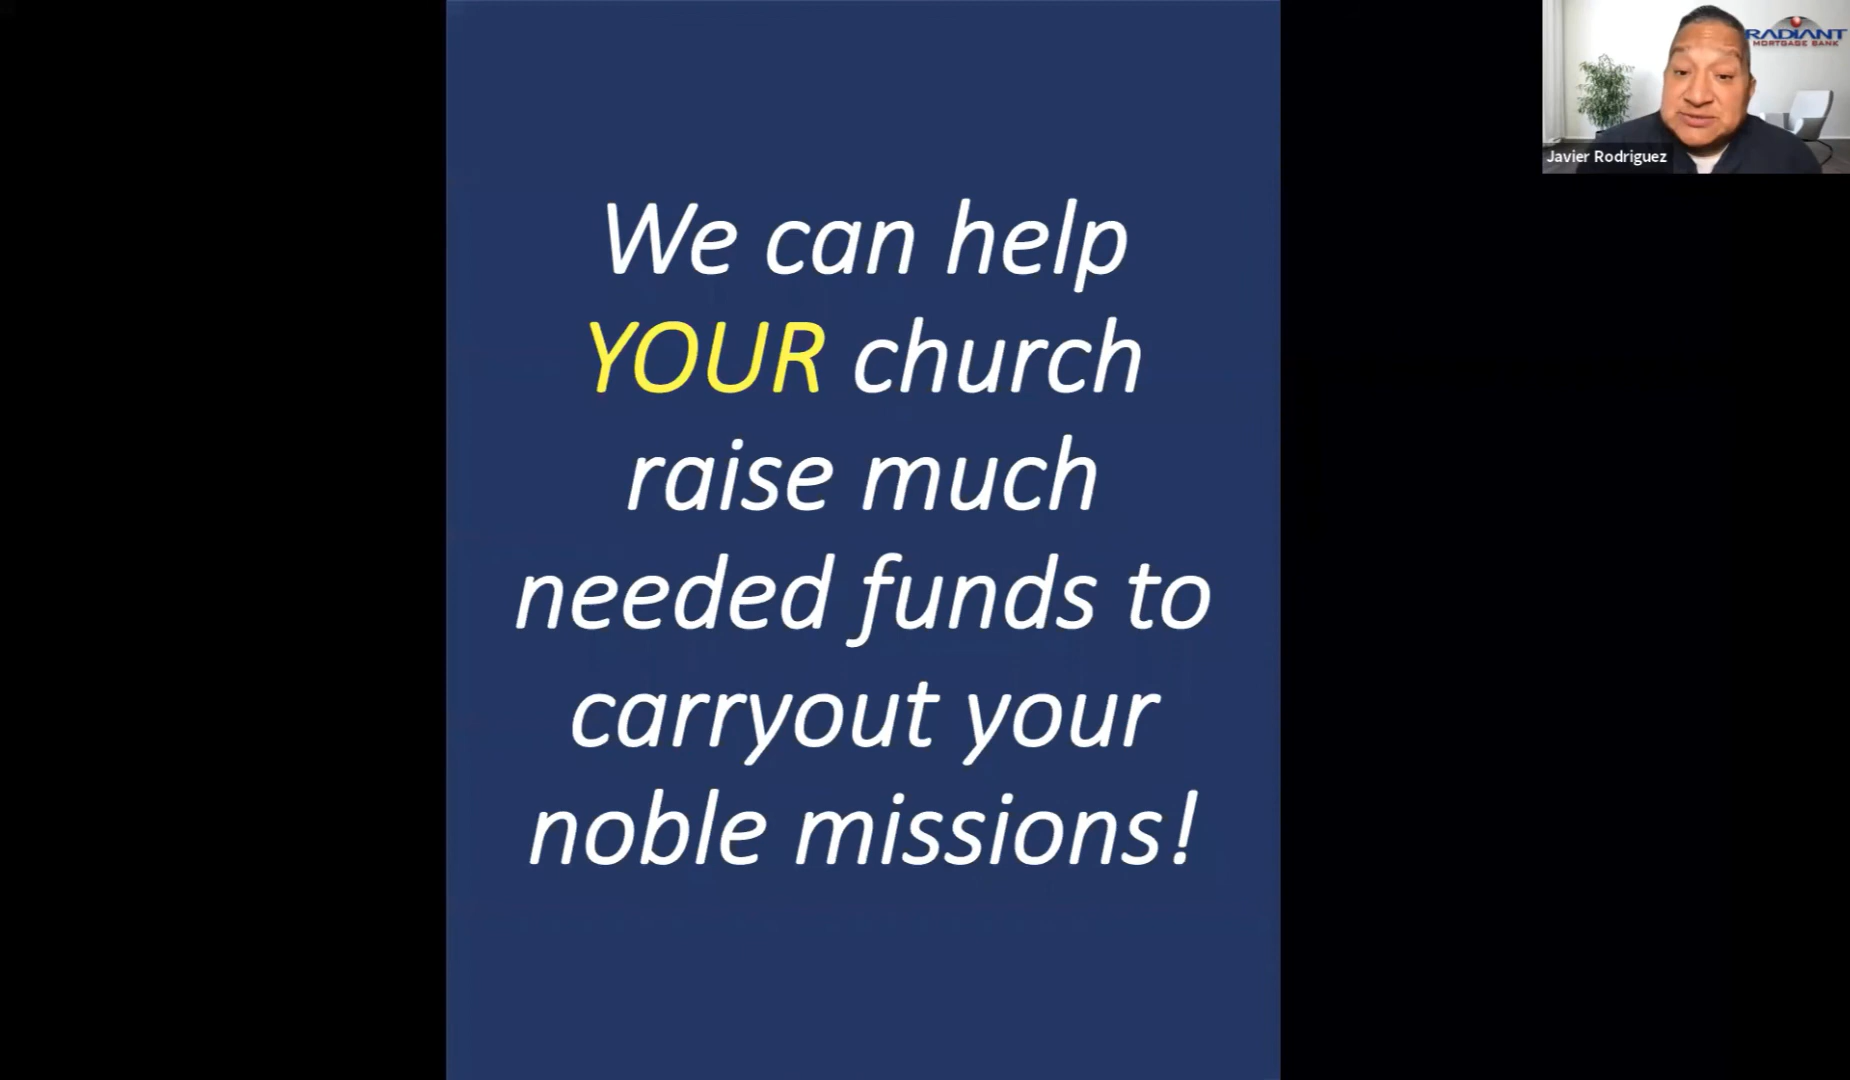 We can help
YOUR church
raise much
needed funds to
carryout your
noble missions!
RADIANT
MORTGAGE BANK
Javier Rodriguez